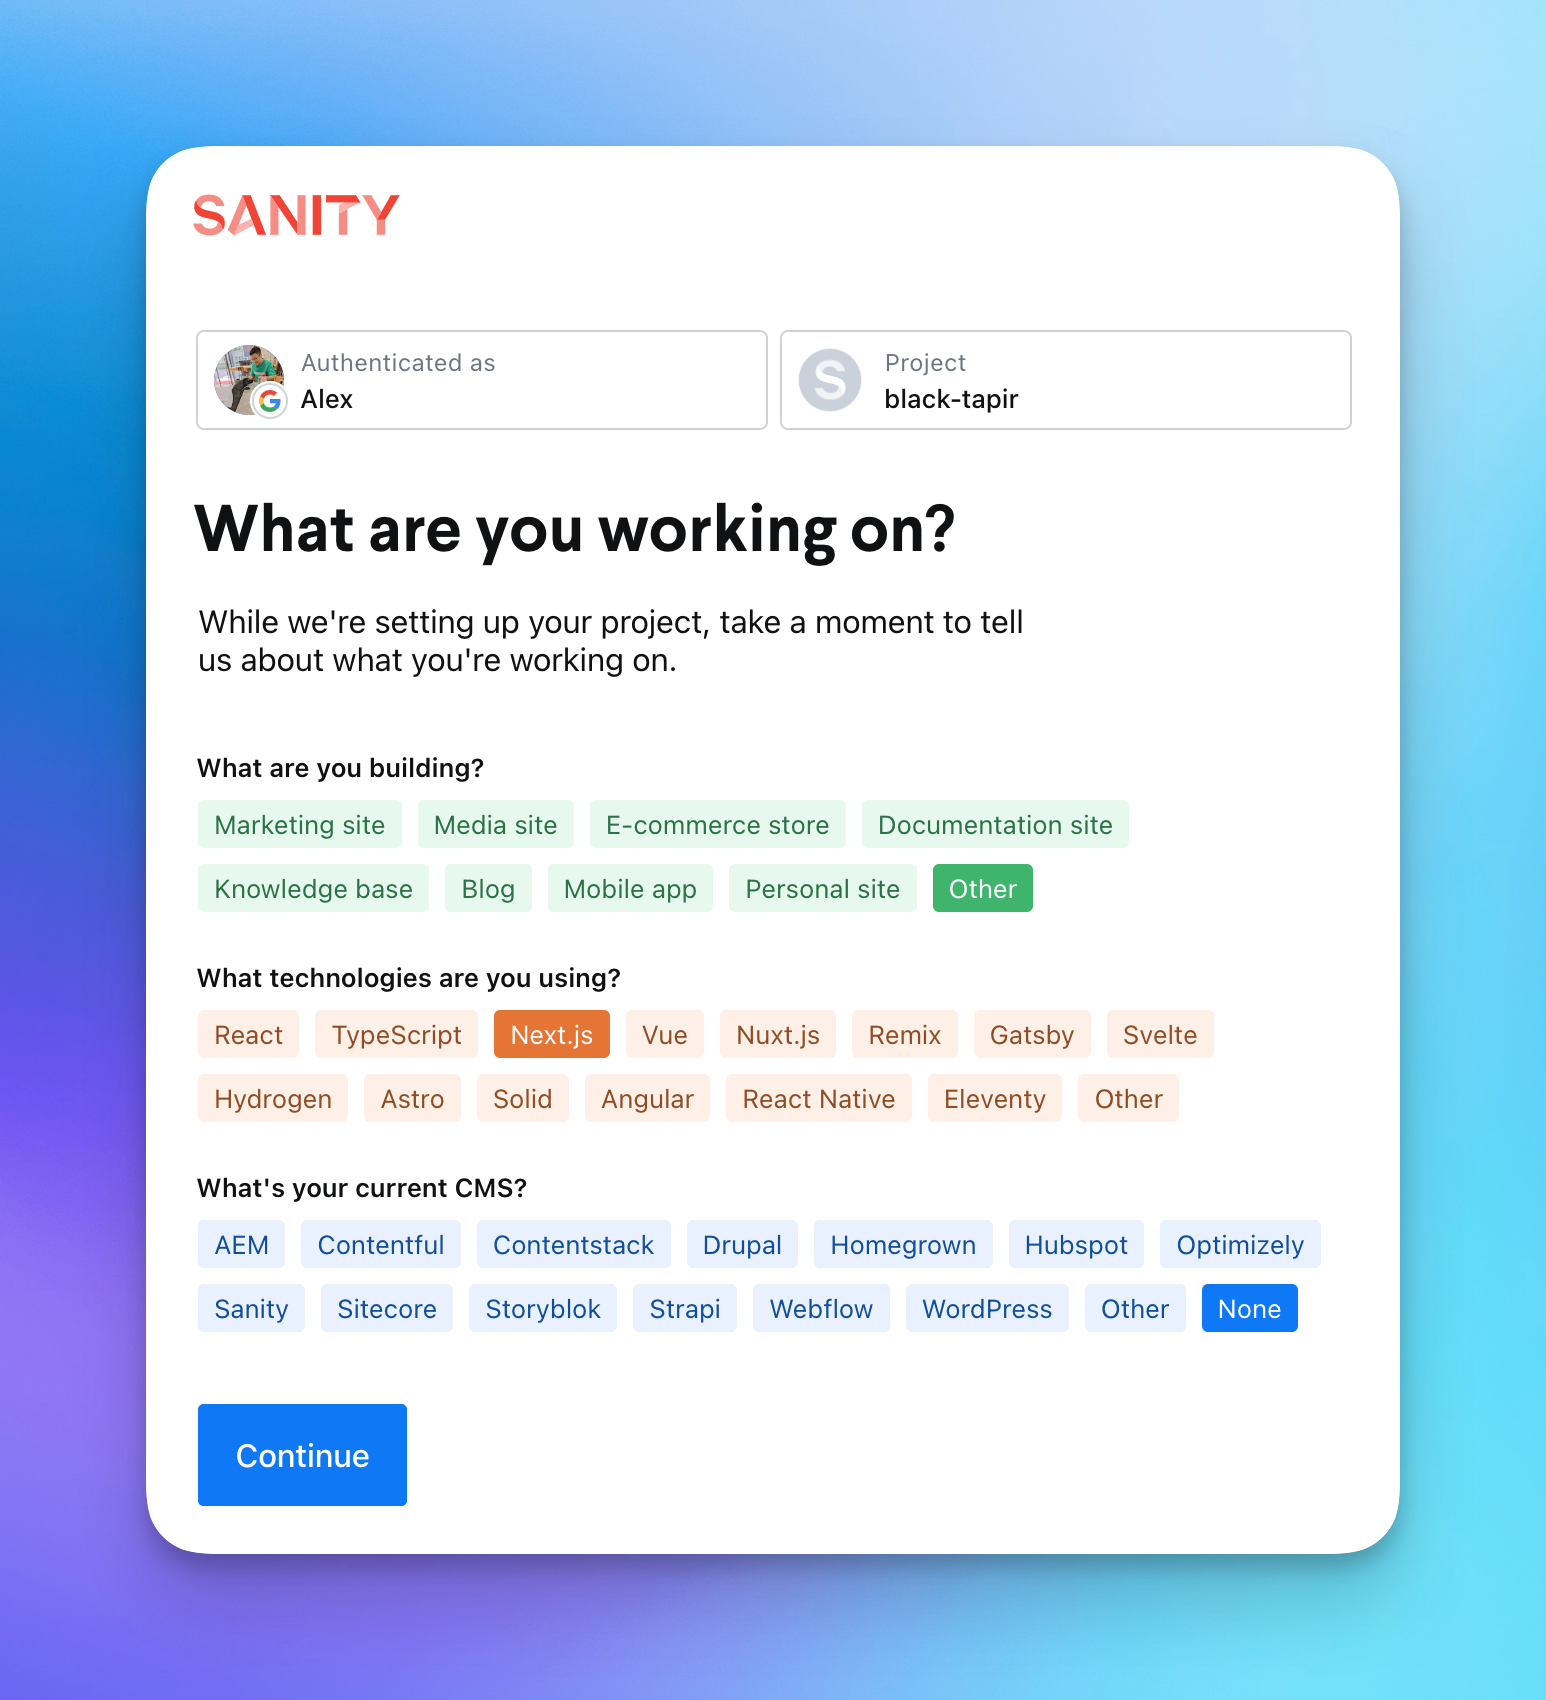 SANITY
Authenticated as
Alex
S
Project
black-tapir
What are you working on?
While we're setting up your project, take a moment to tell
us about what you're working on.
What are you building?
Marketing site Media site E-commerce store Documentation site
Knowledge base Blog Mobile app Personal site Other
What technologies are you using?
React TypeScript Next.js Vue Nuxt.js Remix Gatsby Svelte
Hydrogen Astro Solid Angular React Native Eleventy Other
What's your current CMS?
AEM Contentful Contentstack Drupal Homegrown Hubspot Optimizely
Sanity Sitecore Storyblok Strapi Webflow WordPress Other None
Continue